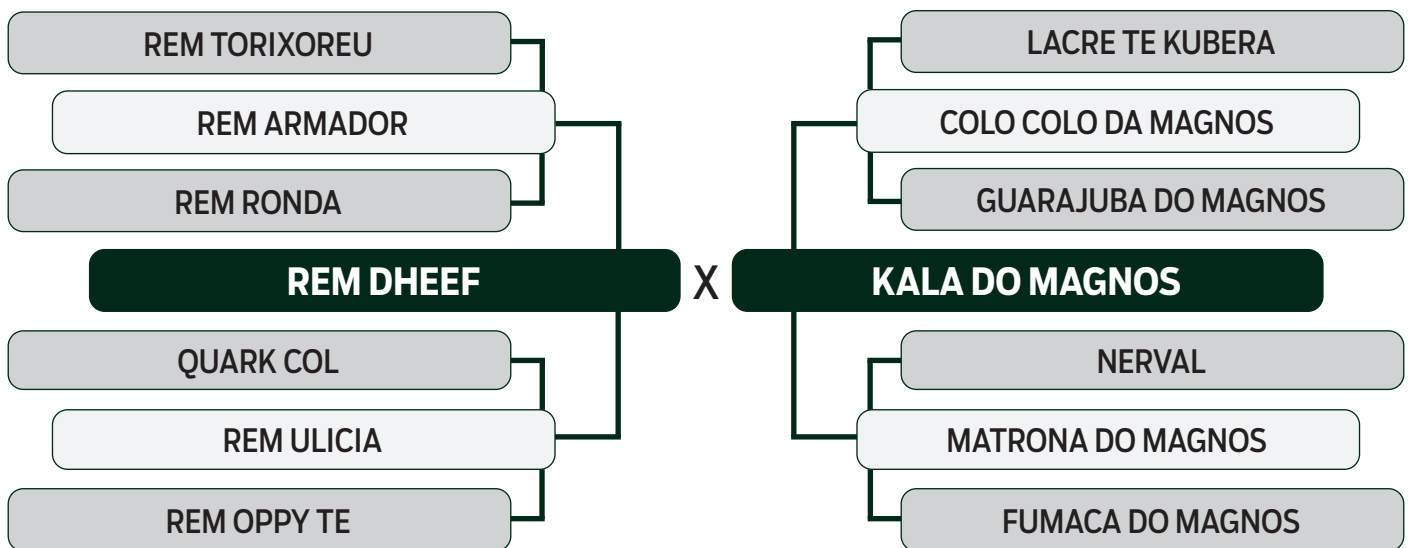 REM TORIXOREU
REM ARMADOR
REM RONDA
REM DHEEF
QUARK COL
REM ULICIA
REM OPPY TE
X
LACRE TE KUBERA
COLO COLO DA MAGNOS
GUARAJUBA DO MAGNOS
KALA DO MAGNOS
NERVAL
MATRONA DO MAGNOS
FUMACA DO MAGNOS